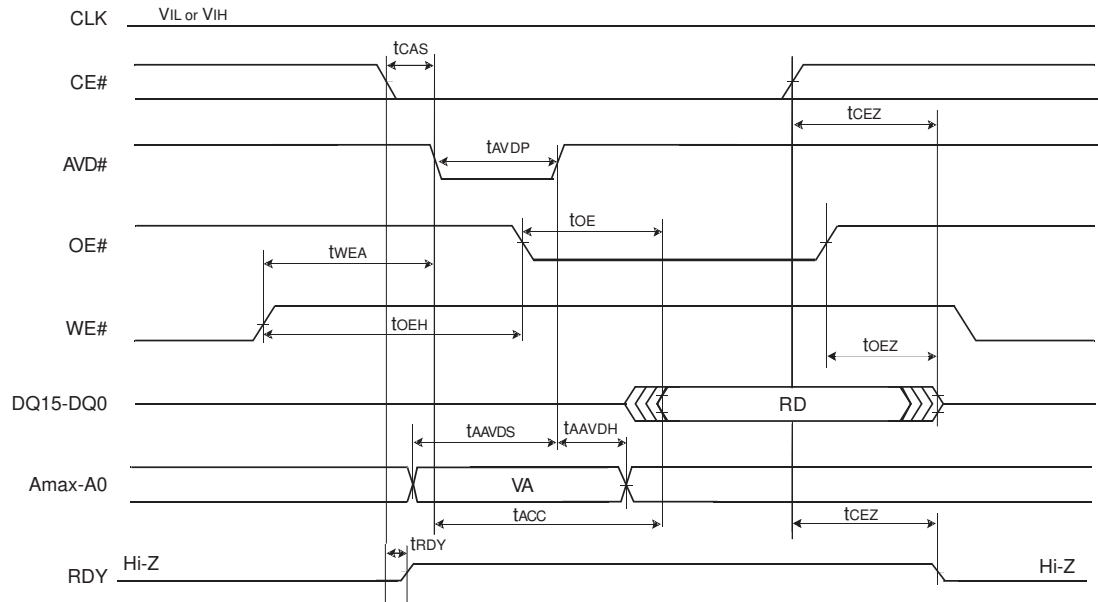 CLK VIL or VIH
tCAS
CE#
tCEZ
tAVDP
AVD#
tOE
OE#
tWEA
WE#
tOEH
tOEZ
DQ15-DQ0 RD
tAAVDS tAAVDH
Amax-A0 VA
tACC tCEZ
tRDY
RDY Hi-Z Hi-Z